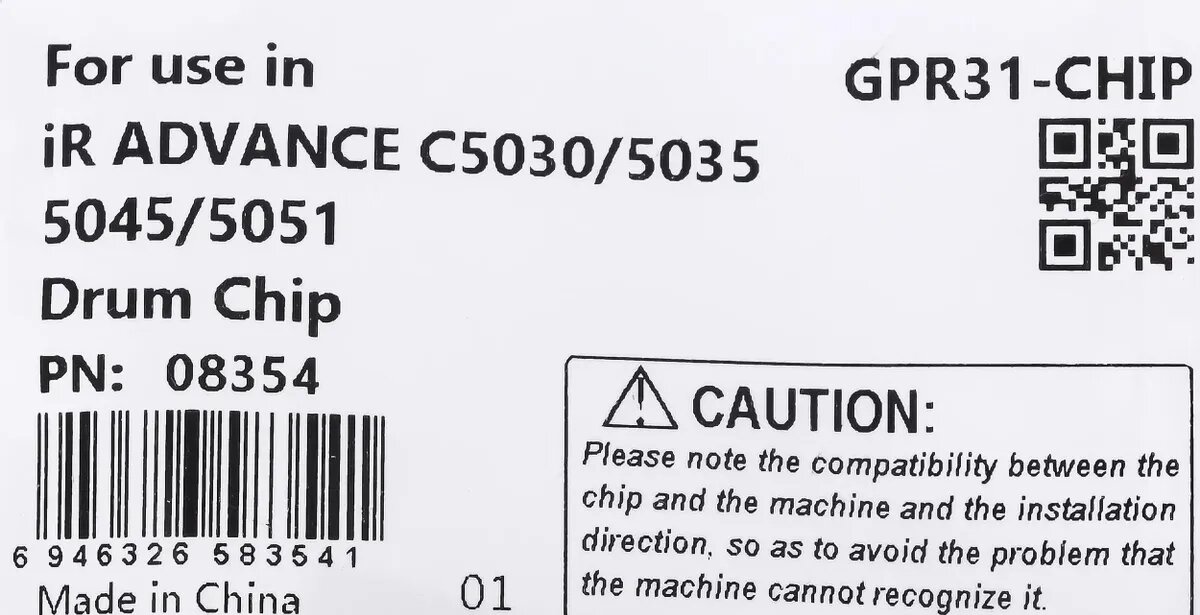 For use in
GPR31-CHIP
iR ADVANCE C5030/5035
5045/5051
Drum Chip
PN: 08354
6 946326 583541
Made in China
01
CAUTION:
Please note the compatibility between the
chip and the machine and the installation
direction, so as to avoid the problem that
the machine cannot recognize it.